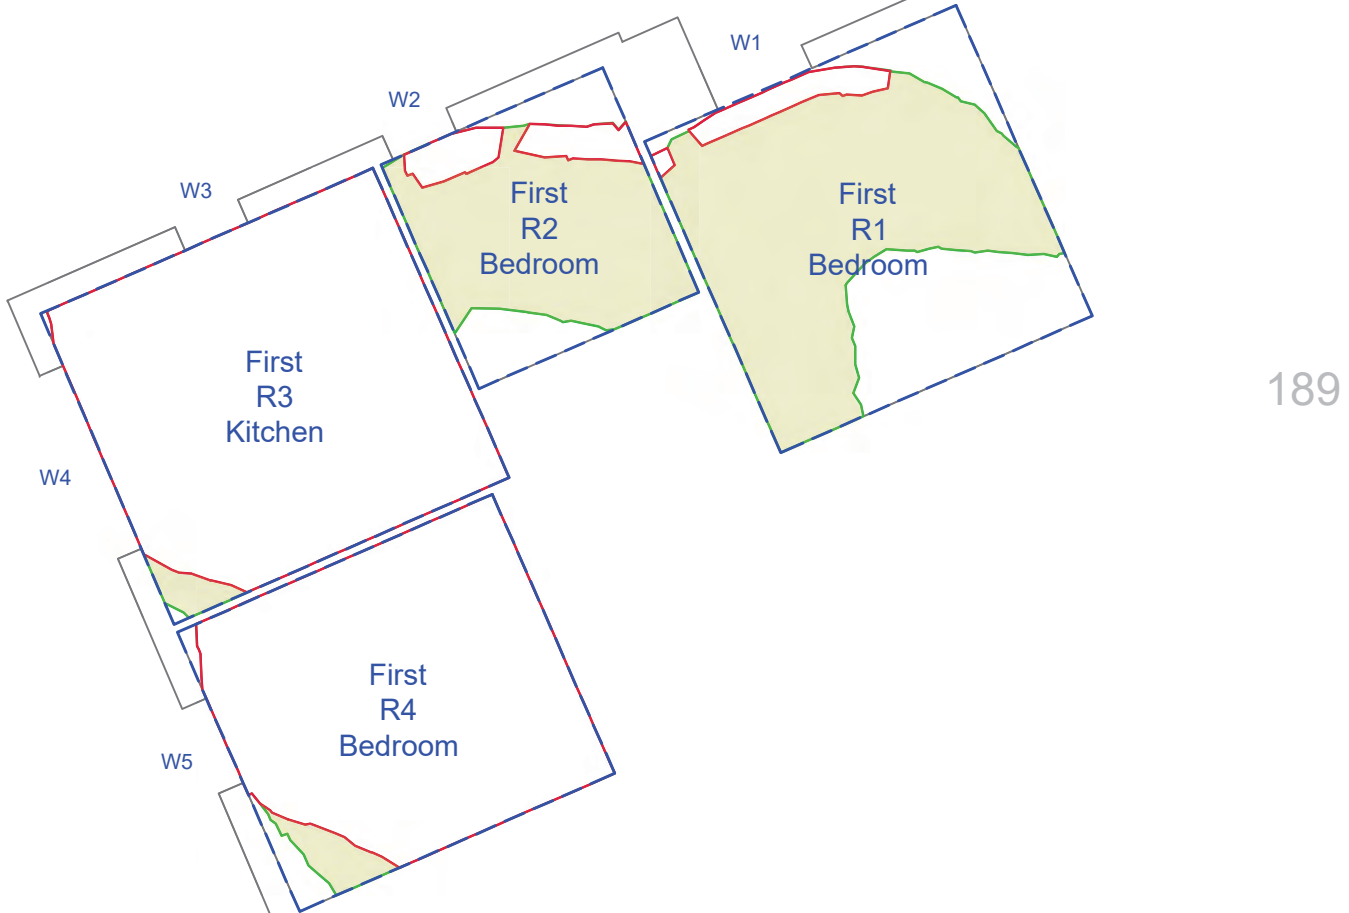 W1
W2
W3
First
R2
Bedroom
First
R1
Bedroom
First
R3
Kitchen
189
W4
First
R4
Bedroom
W5